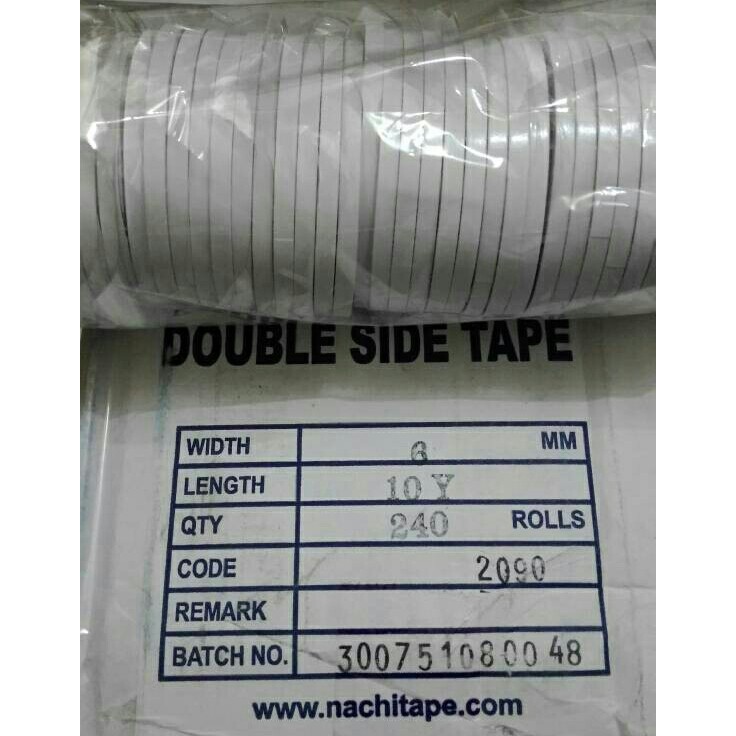 DOUBLE SIDE TAPE
WIDTH 6 MM
LENGTH 10 Y
QTY 240 ROLLS
CODE 2090
REMARK
BATCH NO. 300751080048
www.nachitape.com